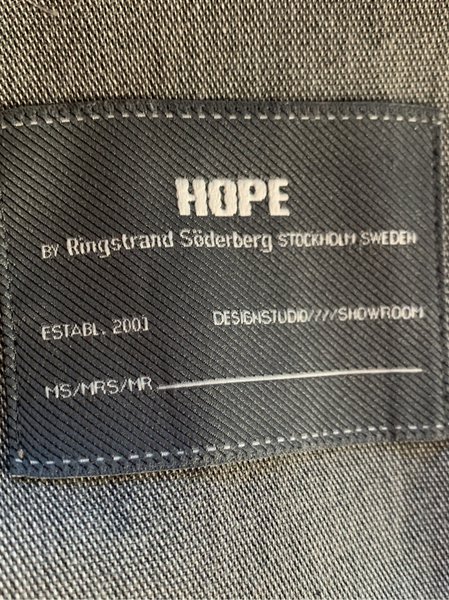 HOPE
BY Ringstrand Söderberg STOCKHOLM SWEDEN
ESTABL. 2001 DESIGNSTUDIO////SHOWROOM
MS/MRS/MR